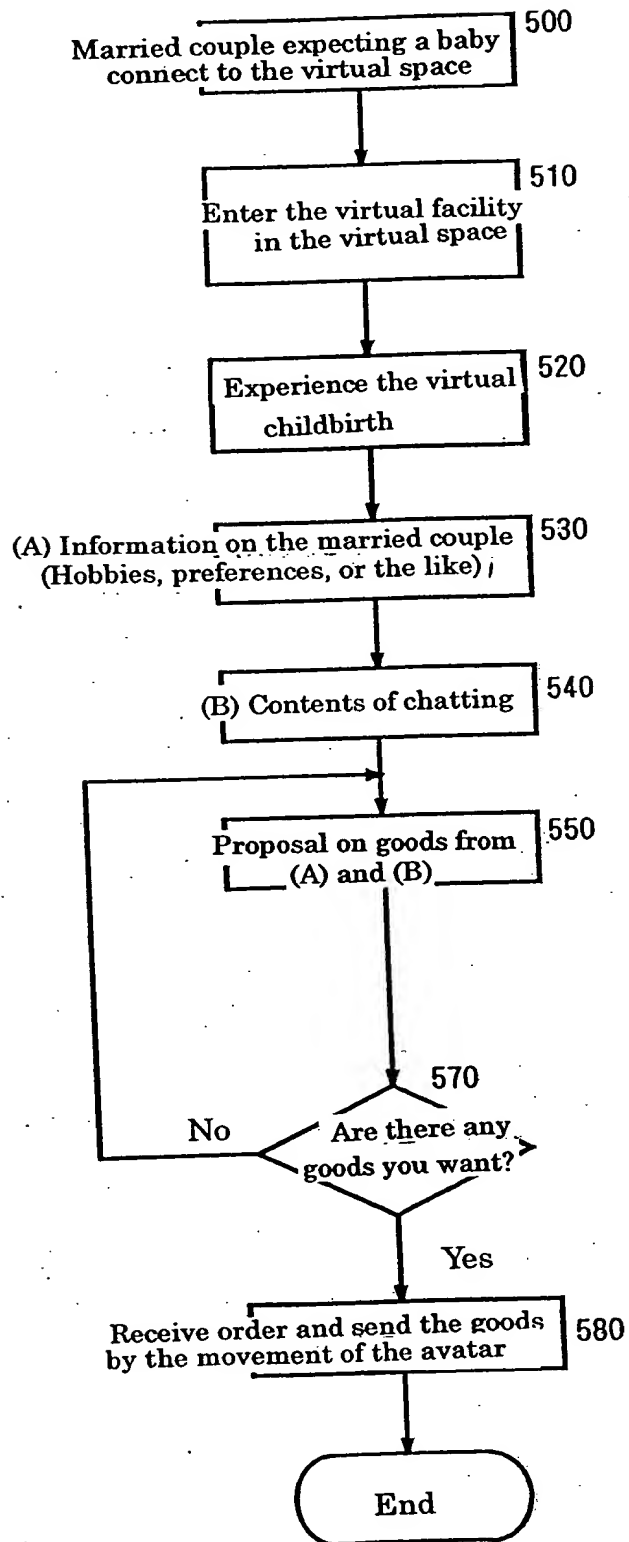 500
Married couple expecting a baby
connect to the virtual space
510
Enter the virtual facility
in the virtual space
520
Experience the virtual
childbirth
530
(A) Information on the married couple
(Hobbies, preferences, or the like)
540
(B) Contents of chatting
550
Proposal on goods from
(A) and (B)
570
No
Are there any
goods you want?
Yes
Receive order and send the goods
by the movement of the avatar
580
End